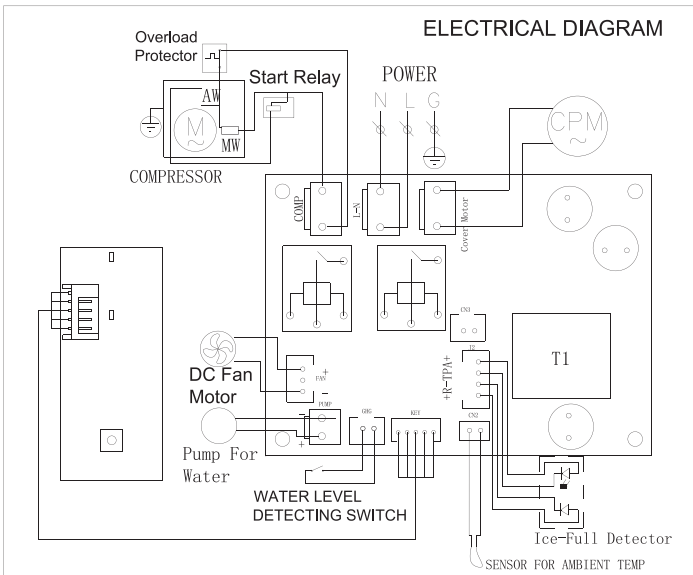 ELECTRICAL DIAGRAM
Overload
Protector
Start Relay
POWER
N L G
AW
M
MW
CPM
COMPRESSOR
COMP
L-N
Cover Motor
CN3
J2
+R-TPA+
T1
DC Fan
Motor
+
FAN
-
PUMP
-
+
Pump For
Water
GHG
KEY
CN2
WATER LEVEL
DETECTING SWITCH
Ice-Full Detector
SENSOR FOR AMBIENT TEMP